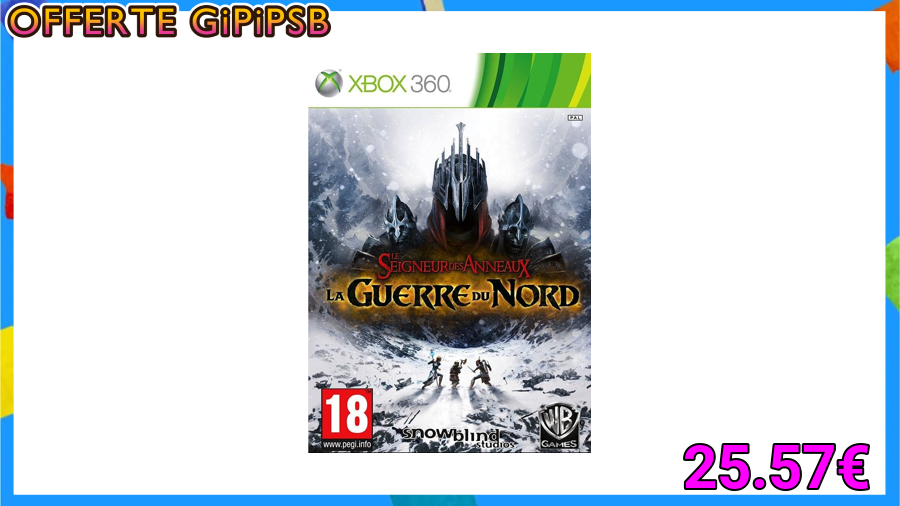 OFFERTE GiPiPSB
XBOX 360
PAL
LE
SEIGNEUR DES ANNEAUX
LA GUERRE DU NORD
18
www.pegi.info
snowblind
studios
WB
GAMES
25.57€